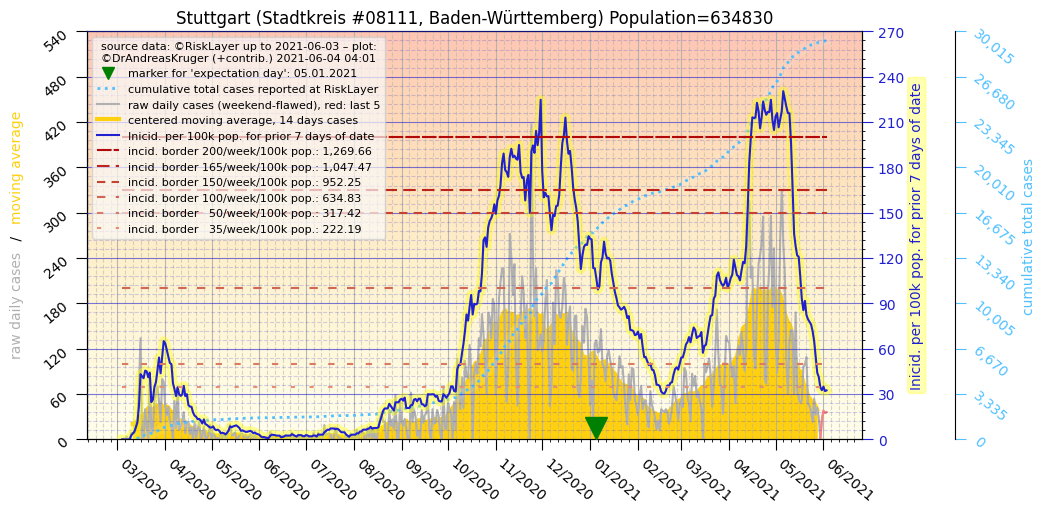 Stuttgart (Stadtkreis #08111, Baden-Württemberg) Population=634830
source data: ©RiskLayer up to 2021-06-03 – plot:
©DrAndreasKruger (+contrib.) 2021-06-04 04:01
marker for 'expectation day': 05.01.2021
cumulative total cases reported at RiskLayer
raw daily cases (weekend-flawed), red: last 5
centered moving average, 14 days cases
Inicid. per 100k pop. for prior 7 days of date
incid. border 200/week/100k pop.: 1,269.66
incid. border 165/week/100k pop.: 1,047.47
incid. border 150/week/100k pop.: 952.25
incid. border 100/week/100k pop.: 634.83
incid. border   50/week/100k pop.: 317.42
incid. border   35/week/100k pop.: 222.19
raw daily cases   /   moving average
540
480
420
360
300
240
180
120
60
0
03/2020
04/2020
05/2020
06/2020
07/2020
08/2020
09/2020
10/2020
11/2020
12/2020
01/2021
02/2021
03/2021
04/2021
05/2021
06/2021
270
240
210
180
150
120
90
60
30
0
Inicid. per 100k pop. for prior 7 days of date
30,015
26,680
23,345
20,010
16,675
13,340
10,005
6,670
3,335
0
cumulative total cases